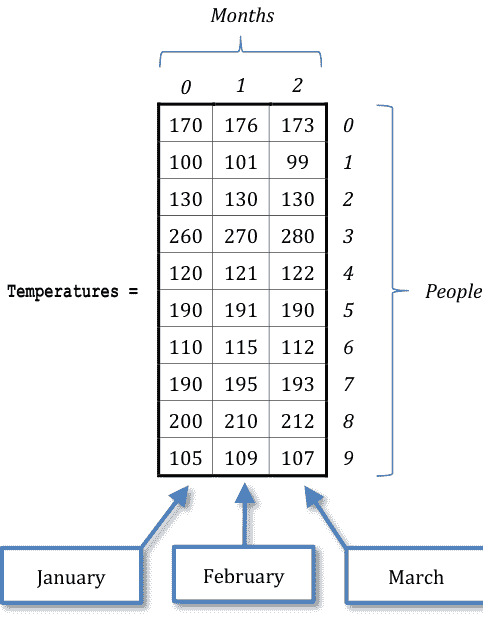 Months
0 1 2
170 176 173 0
100 101 99 1
130 130 130 2
260 270 280 3
120 121 122 4
Temperatures =
190 191 190 5
People
110 115 112 6
190 195 193 7
200 210 212 8
105 109 107 9
January
February
March